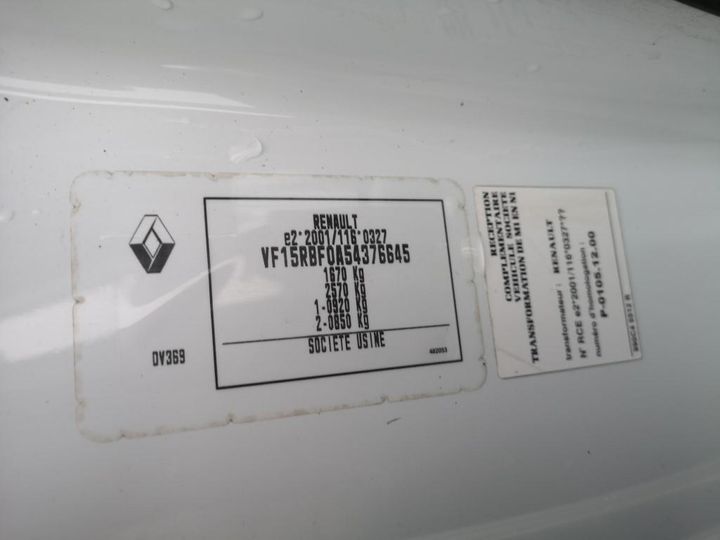 RENAULT
e2*2001/116*0327
VF15RBF0A54376645
1670 Kg
2570 Kg
1-0920 Kg
2-0850 Kg
SOCIETE USINE
DV369
482053
RECEPTION
COMPLEMENTAIRE
VEHICULE DE SOCIETE
TRANSFORMATION DE M1 EN N1
transformateur : RENAULT
N° RCE e2*2001/116*0327*??
numéro d'homologation :
P-0105.12.00